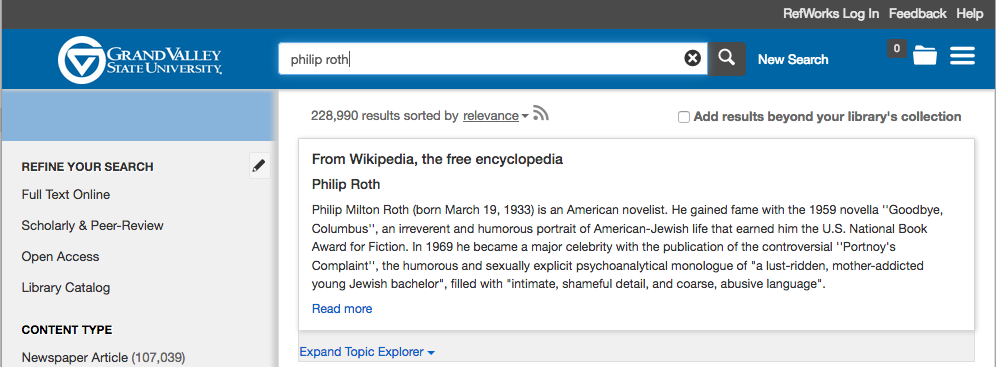 RefWorks Log In Feedback Help
GRAND VALLEY
STATE UNIVERSITY.
philip roth
New Search
0
228,990 results sorted by relevance
Add results beyond your library's collection
REFINE YOUR SEARCH
Full Text Online
Scholarly & Peer-Review
Open Access
Library Catalog
CONTENT TYPE
Newspaper Article (107,039)
From Wikipedia, the free encyclopedia
Philip Roth
Philip Milton Roth (born March 19, 1933) is an American novelist. He gained fame with the 1959 novella ''Goodbye,
Columbus'', an irreverent and humorous portrait of American-Jewish life that earned him the U.S. National Book
Award for Fiction. In 1969 he became a major celebrity with the publication of the controversial ''Portnoy's
Complaint'', the humorous and sexually explicit psychoanalytical monologue of "a lust-ridden, mother-addicted
young Jewish bachelor", filled with "intimate, shameful detail, and coarse, abusive language".
Read more
Expand Topic Explorer